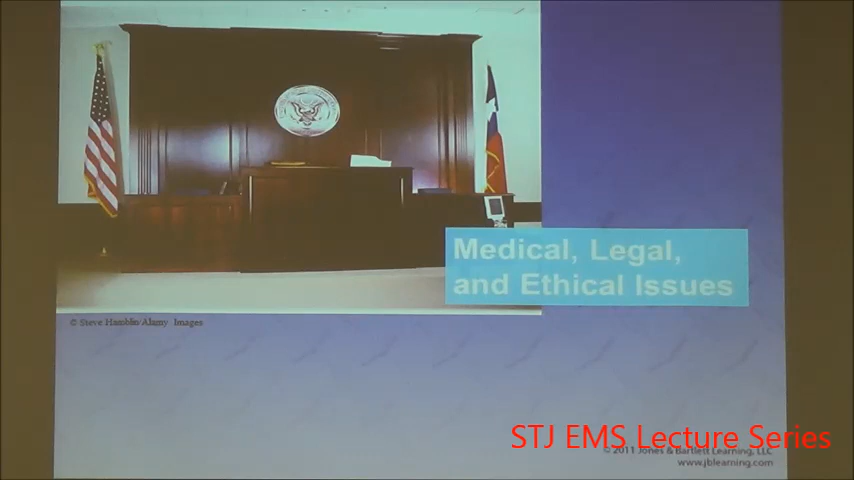 Medical, Legal,
and Ethical Issues
© Steve Hamblin/Alamy Images
STJ EMS Lecture Series
© 2011 Jones & Bartlett Learning, LLC
www.jblearning.com